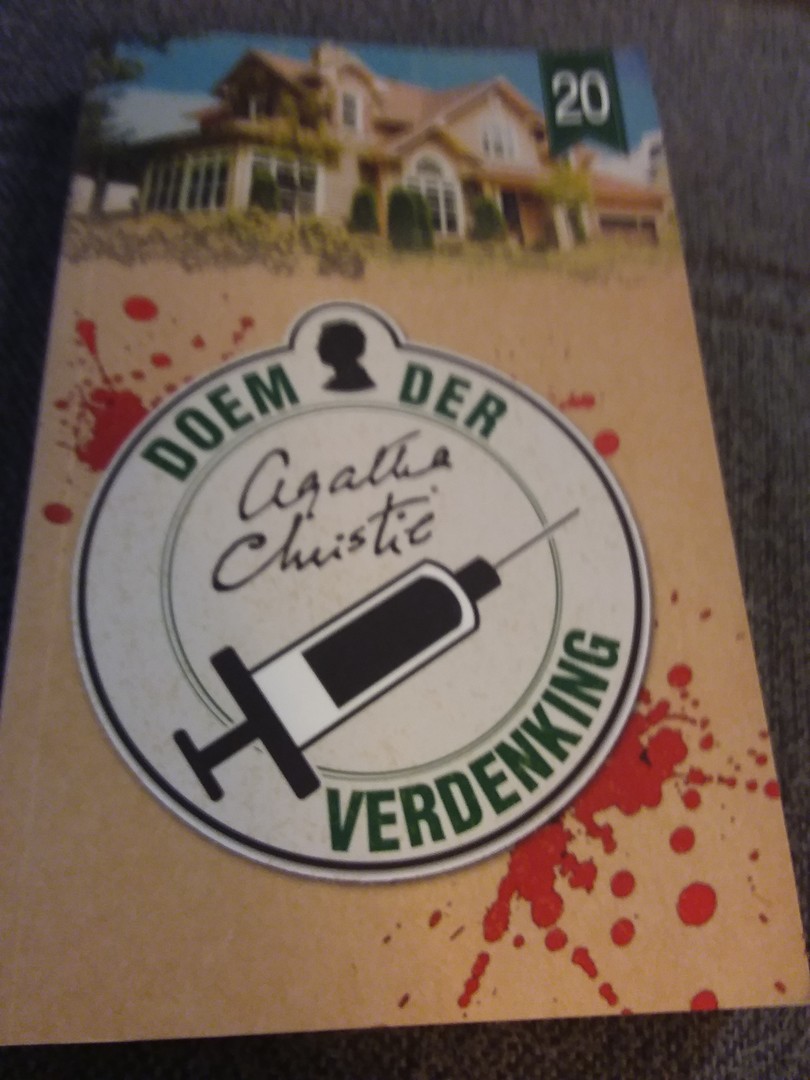 20
DOEM DER
Agatha
Christie
VERDENKING